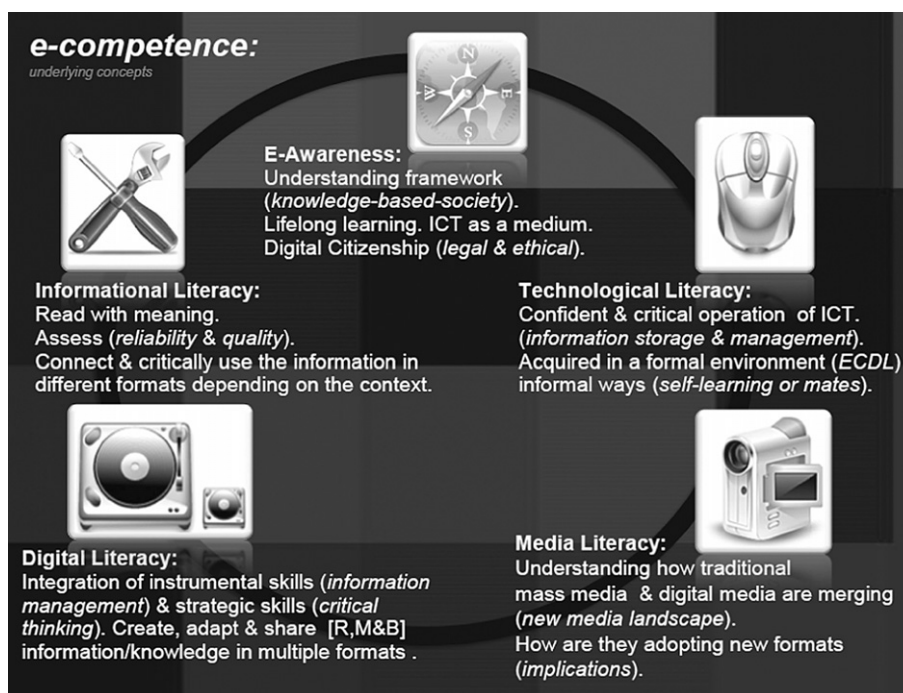 e-competence:
underlying concepts
E-Awareness:
Understanding framework
(knowledge-based-society).
Lifelong learning. ICT as a medium.
Digital Citizenship (legal & ethical).
Informational Literacy:
Read with meaning.
Assess (reliability & quality).
Connect & critically use the information in
different formats depending on the context.
Technological Literacy:
Confident & critical operation of ICT.
(information storage & management).
Acquired in a formal environment (ECDL)
informal ways (self-learning or mates).
Digital Literacy:
Integration of instrumental skills (information
management) & strategic skills (critical
thinking). Create, adapt & share [R,M&B]
information/knowledge in multiple formats .
Media Literacy:
Understanding how traditional
mass media & digital media are merging
(new media landscape).
How are they adopting new formats
(implications).
N
W
E
S